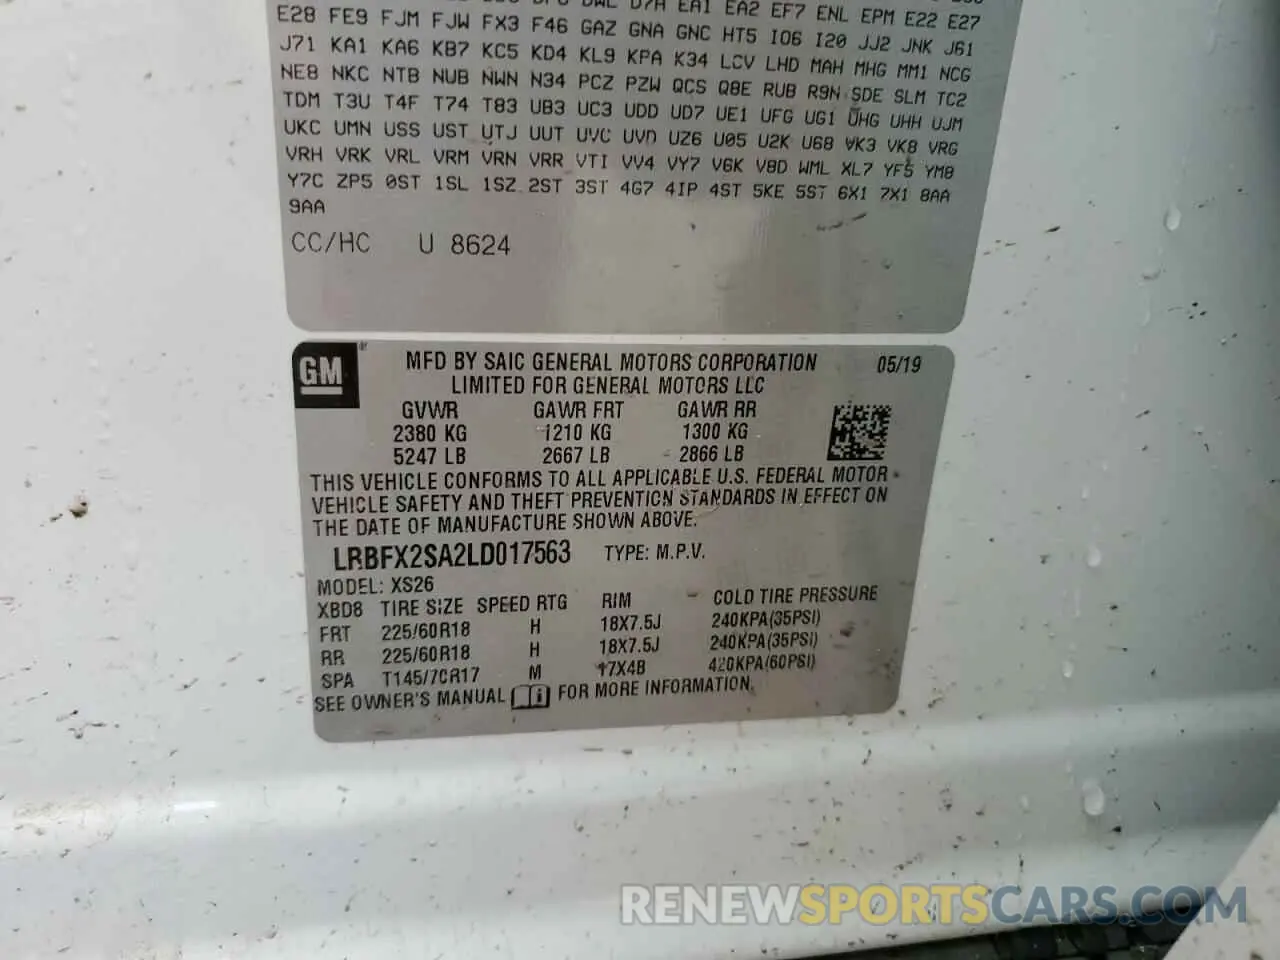 DWL D7A EA1 EA2 EF7 ENL EPM E22 E27
E28 FE9 FJM FJW FX3 F46 GAZ GNA GNC HT5 IO6 I20 JJ2 JNK J61
J71 KA1 KA6 KB7 KC5 KD4 KL9 KPA K34 LCV LHD MAH MHG MM1 NCG
NE8 NKC NTB NUB NWN N34 PCZ PZW QCS Q8E RUB R9N SDE SLM TC2
TDM T3U T4F T74 T83 UB3 UC3 UDD UD7 UE1 UFG UG1 UHG UHH UJM
UKC UMN USS UST UTJ UUT UVC UVD UZ6 U05 U2K U68 VK3 VK8 VRG
VRH VRK VRL VRM VRN VRR VTI VV4 VY7 V6K V8D WML XL7 YF5 YM8
Y7C ZP5 0ST 1SL 1SZ 2ST 3ST 4G7 4IP 4ST 5KE 5ST 6X1 7X1 8AA
9AA
CC/HC U 8624
GM MFD BY SAIC GENERAL MOTORS CORPORATION 05/19
LIMITED FOR GENERAL MOTORS LLC
GVWR GAWR FRT GAWR RR
2380 KG 1210 KG 1300 KG
5247 LB 2667 LB 2866 LB
THIS VEHICLE CONFORMS TO ALL APPLICABLE U.S. FEDERAL MOTOR
VEHICLE SAFETY AND THEFT PREVENTION STANDARDS IN EFFECT ON
THE DATE OF MANUFACTURE SHOWN ABOVE.
LRBFX2SA2LD017563 TYPE: M.P.V.
MODEL: XS26
XBD8 TIRE SIZE SPEED RTG RIM COLD TIRE PRESSURE
FRT 225/60R18 H 18X7.5J 240KPA(35PSI)
RR 225/60R18 H 18X7.5J 240KPA(35PSI)
SPA T145/70R17 M 17X4B 420KPA(60PSI)
SEE OWNER'S MANUAL FOR MORE INFORMATION.
RENEWSPORTSCARS.COM